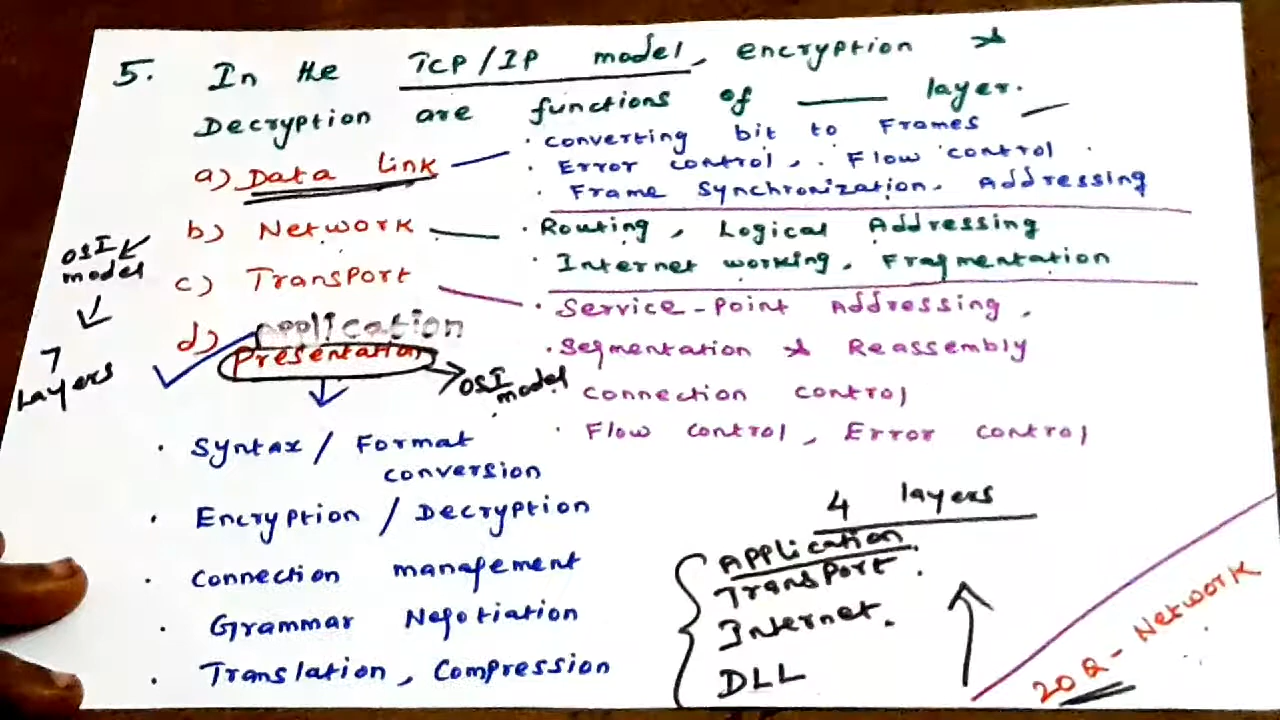 5. In the TCP/IP model, encryption &
Decryption are functions of ____ layer.
a) Data Link
· converting bit to Frames
· Error control, · Flow control
· Frame Synchronization. Addressing
b) Network
· Routing, Logical Addressing
· Internet working, Fragmentation
c) Transport
· Service-Point Addressing,
· Segmentation & Reassembly
connection control
· Flow control, Error control
d) application
Presentation
OSI model
OSI
model
7
Layers
· Syntax / Format
conversion
· Encryption / Decryption
· Connection management
· Grammar Negotiation
· Translation, Compression
4 layers
Application
Transport.
Internet.
DLL
20Q - Network